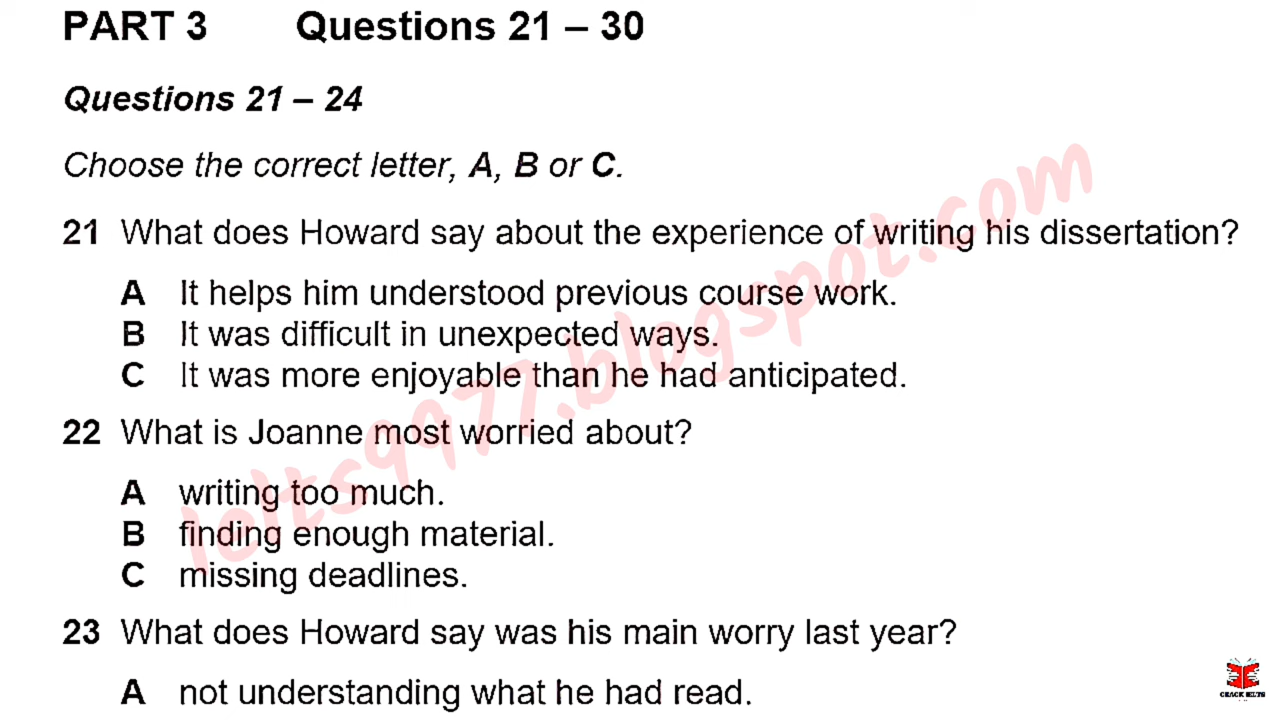 PART 3 Questions 21 – 30
Questions 21 – 24
Choose the correct letter, A, B or C.
21 What does Howard say about the experience of writing his dissertation?
A It helps him understood previous course work.
B It was difficult in unexpected ways.
C It was more enjoyable than he had anticipated.
22 What is Joanne most worried about?
A writing too much.
B finding enough material.
C missing deadlines.
23 What does Howard say was his main worry last year?
A not understanding what he had read.
Ielts9977.blogspot.com
CRACK IELTS